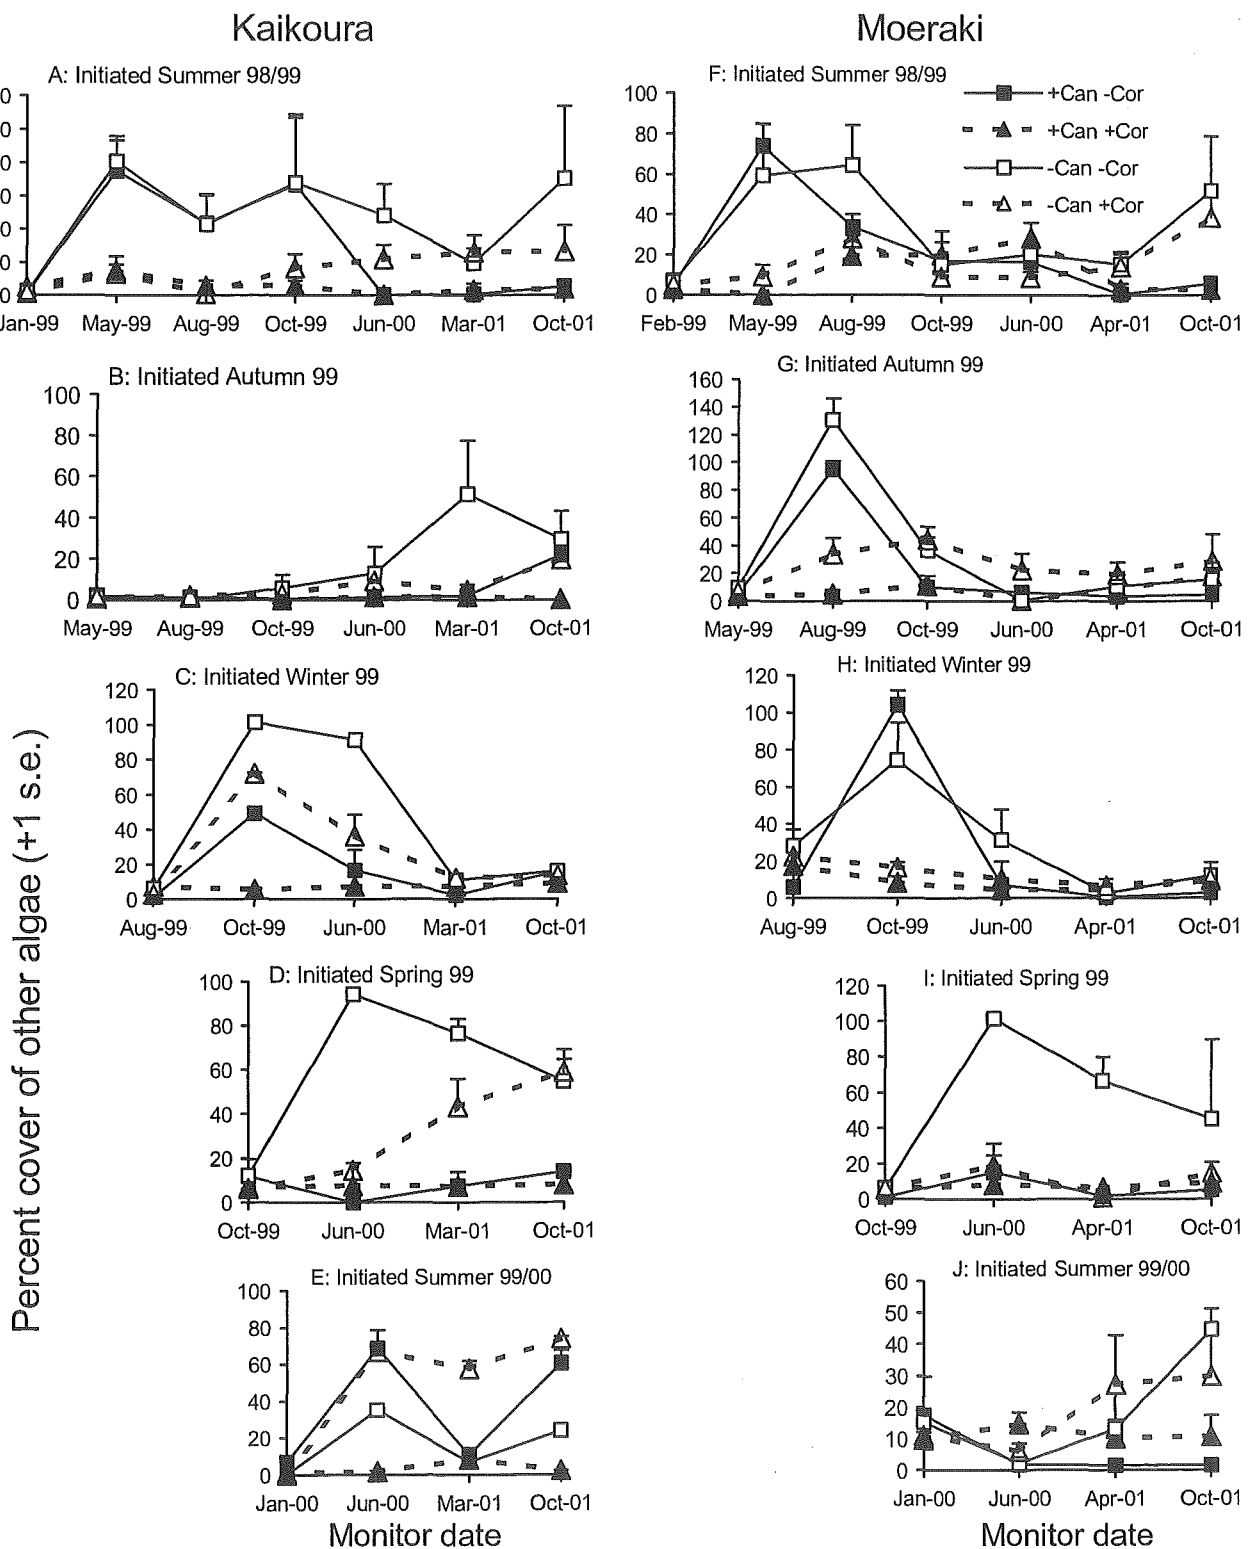 Kaikoura
Moeraki
A: Initiated Summer 98/99
0
0
0
0
0
0
0
Jan-99 May-99 Aug-99 Oct-99 Jun-00 Mar-01 Oct-01
F: Initiated Summer 98/99
100
80
60
40
20
0
+Can -Cor
+Can +Cor
-Can -Cor
-Can +Cor
Feb-99 May-99 Aug-99 Oct-99 Jun-00 Apr-01 Oct-01
B: Initiated Autumn 99
100
80
60
40
20
0
May-99 Aug-99 Oct-99 Jun-00 Mar-01 Oct-01
G: Initiated Autumn 99
160
140
120
100
80
60
40
20
0
May-99 Aug-99 Oct-99 Jun-00 Apr-01 Oct-01
C: Initiated Winter 99
120
100
80
60
40
20
0
Aug-99 Oct-99 Jun-00 Mar-01 Oct-01
H: Initiated Winter 99
120
100
80
60
40
20
0
Aug-99 Oct-99 Jun-00 Apr-01 Oct-01
Percent cover of other algae (+1 s.e.)
D: Initiated Spring 99
100
80
60
40
20
0
Oct-99 Jun-00 Mar-01 Oct-01
I: Initiated Spring 99
120
100
80
60
40
20
0
Oct-99 Jun-00 Apr-01 Oct-01
E: Initiated Summer 99/00
100
80
60
40
20
0
Jan-00 Jun-00 Mar-01 Oct-01
Monitor date
J: Initiated Summer 99/00
60
50
40
30
20
10
0
Jan-00 Jun-00 Apr-01 Oct-01
Monitor date